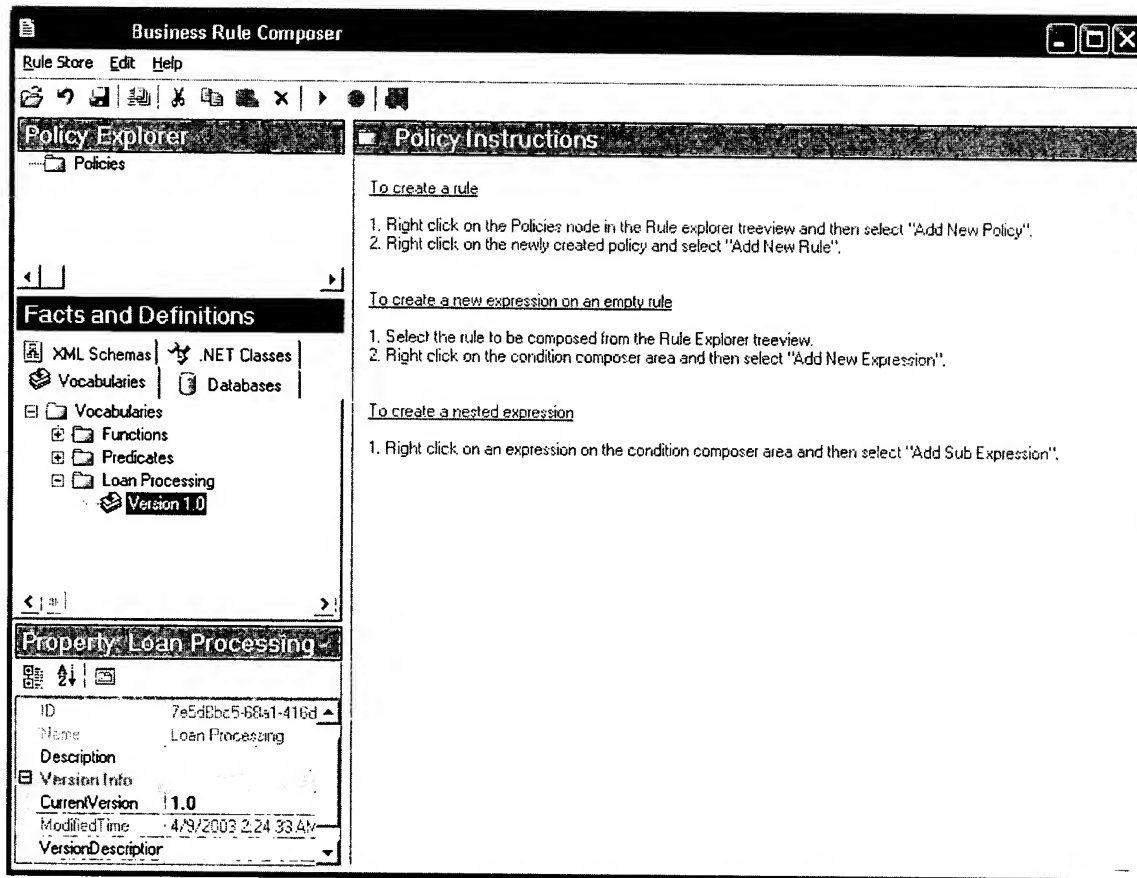 Business Rule Composer
Rule Store Edit Help
Policy Explorer
Policies
Facts and Definitions
XML Schemas .NET Classes
Vocabularies Databases
Vocabularies
Functions
Predicates
Loan Processing
Version 1.0
Property: Loan Processing
ID
Name Loan Processing
Description
Version Info
CurrentVersion 1.0
ModifiedTime 4/9/2003 2:24:33 AM
VersionDescription
Policy Instructions
To create a rule
1. Right click on the Policies node in the Rule explorer treeview and then select "Add New Policy".
2. Right click on the newly created policy and select "Add New Rule".
To create a new expression on an empty rule
1. Select the rule to be composed from the Rule Explorer treeview.
2. Right click on the condition composer area and then select "Add New Expression".
To create a nested expression
1. Right click on an expression on the condition composer area and then select "Add Sub Expression".